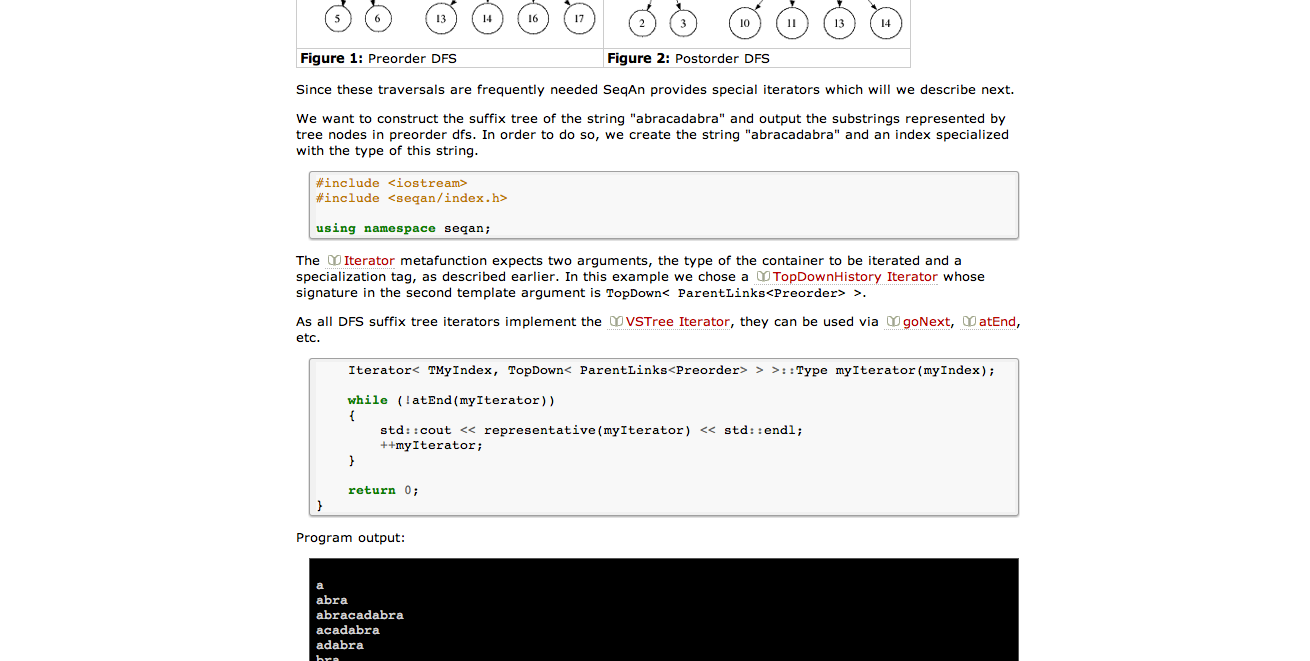 5 6 13 14 16 17 2 3 10 11 13 14
Figure 1: Preorder DFS Figure 2: Postorder DFS
Since these traversals are frequently needed SeqAn provides special iterators which will we describe next.
We want to construct the suffix tree of the string "abracadabra" and output the substrings represented by
tree nodes in preorder dfs. In order to do so, we create the string "abracadabra" and an index specialized
with the type of this string.
#include <iostream>
#include <seqan/index.h>
using namespace seqan;
The Iterator metafunction expects two arguments, the type of the container to be iterated and a
specialization tag, as described earlier. In this example we chose a TopDownHistory Iterator whose
signature in the second template argument is TopDown< ParentLinks<Preorder> >.
As all DFS suffix tree iterators implement the VSTree Iterator, they can be used via goNext, atEnd,
etc.
Iterator< TMyIndex, TopDown< ParentLinks<Preorder> > >::Type myIterator(myIndex);
while (!atEnd(myIterator))
{
std::cout << representative(myIterator) << std::endl;
++myIterator;
}
return 0;
}
Program output:
a
abra
abracadabra
acadabra
adabra
bra